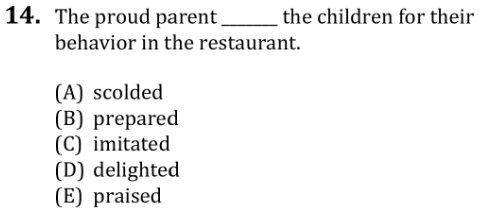 14. The proud parent ______ the children for their
behavior in the restaurant.
(A) scolded
(B) prepared
(C) imitated
(D) delighted
(E) praised